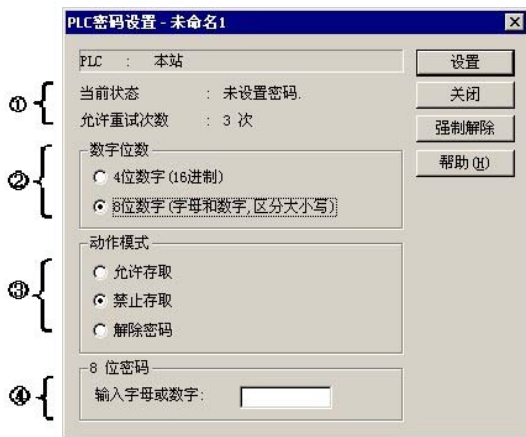 PLC密码设置 - 未命名1
PLC : 本站
设置
① 当前状态 : 未设置密码.
关闭
允许重试次数 : 3 次
强制解除
② 数字位数
帮助(H)
4位数字(16进制)
8位数字(字母和数字,区分大小写)
③ 动作模式
允许存取
禁止存取
解除密码
④ 8 位密码
输入字母或数字: